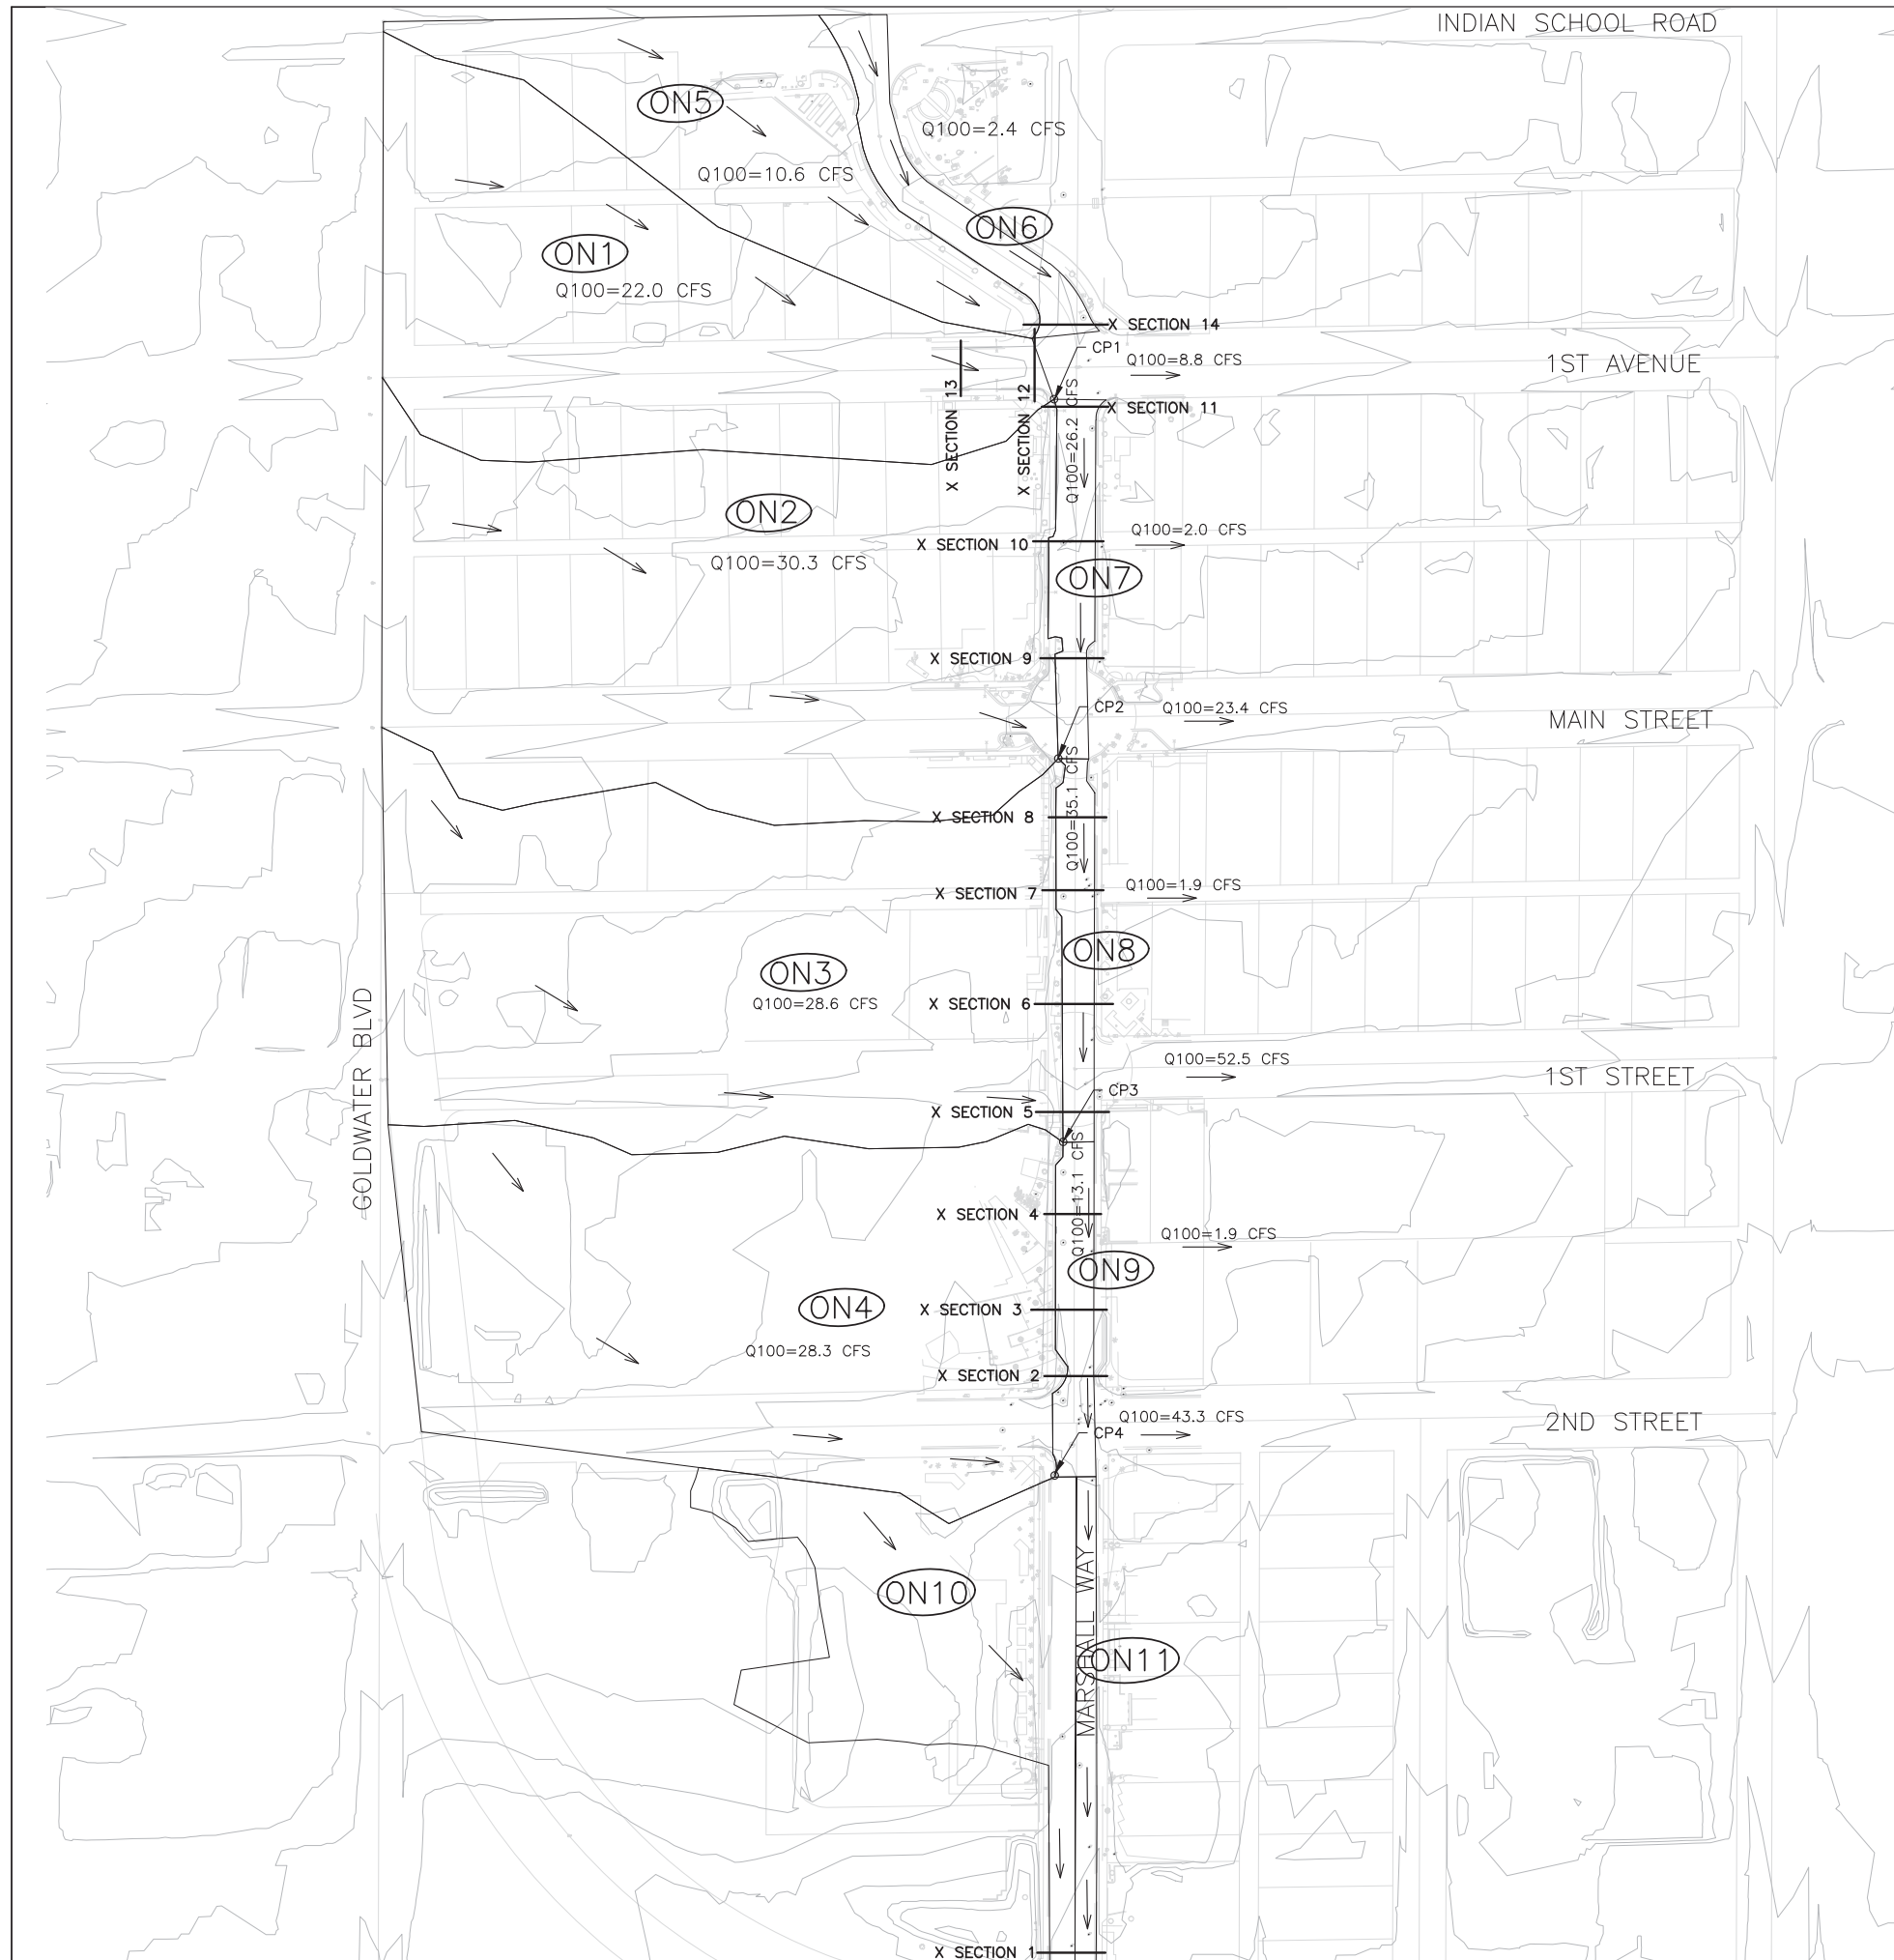 INDIAN SCHOOL ROAD
ON5
Q100=2.4 CFS
Q100=10.6 CFS
ON6
ON1
Q100=22.0 CFS
X SECTION 14
CP1
Q100=8.8 CFS
1ST AVENUE
X SECTION 13
X SECTION 12
X SECTION 11
Q100=26.2 CFS
ON2
Q100=2.0 CFS
X SECTION 10
Q100=30.3 CFS
ON7
X SECTION 9
CP2
Q100=23.4 CFS
MAIN STREET
X SECTION 8
Q100=35.1 CFS
X SECTION 7
Q100=1.9 CFS
ON8
ON3
Q100=28.6 CFS
X SECTION 6
GOLDWATER BLVD
Q100=52.5 CFS
1ST STREET
CP3
X SECTION 5
Q100=13.1 CFS
X SECTION 4
Q100=1.9 CFS
ON9
ON4
X SECTION 3
Q100=28.3 CFS
X SECTION 2
Q100=43.3 CFS
2ND STREET
CP4
ON10
MARSHALL WAY
ON11
X SECTION 1